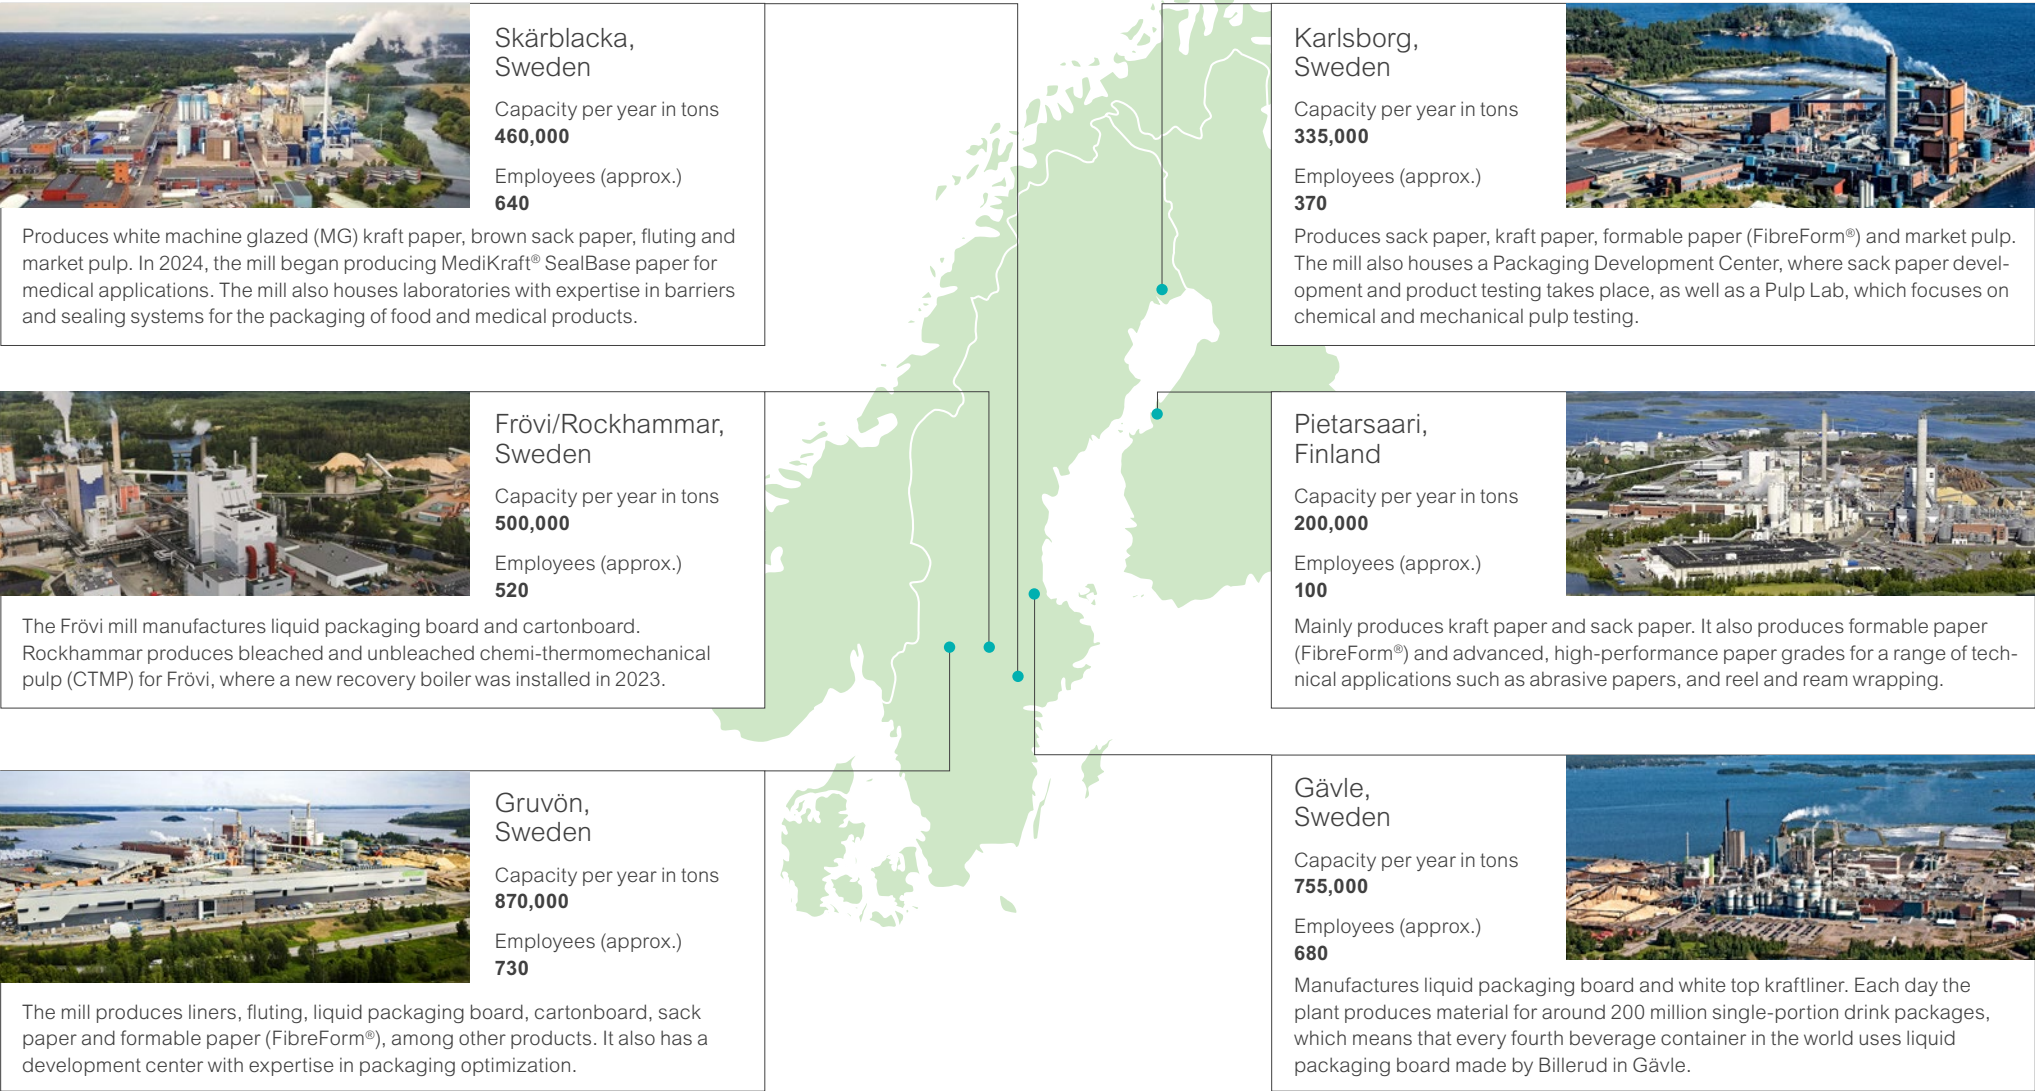 Skärblacka,
Sweden
Capacity per year in tons
460,000
Employees (approx.)
640
Produces white machine glazed (MG) kraft paper, brown sack paper, fluting and
market pulp. In 2024, the mill began producing MediKraft® SealBase paper for
medical applications. The mill also houses laboratories with expertise in barriers
and sealing systems for the packaging of food and medical products.
Karlsborg,
Sweden
Capacity per year in tons
335,000
Employees (approx.)
370
Produces sack paper, kraft paper, formable paper (FibreForm®) and market pulp.
The mill also houses a Packaging Development Center, where sack paper devel-
opment and product testing takes place, as well as a Pulp Lab, which focuses on
chemical and mechanical pulp testing.
Frövi/Rockhammar,
Sweden
Capacity per year in tons
500,000
Employees (approx.)
520
The Frövi mill manufactures liquid packaging board and cartonboard.
Rockhammar produces bleached and unbleached chemi-thermomechanical
pulp (CTMP) for Frövi, where a new recovery boiler was installed in 2023.
Pietarsaari,
Finland
Capacity per year in tons
200,000
Employees (approx.)
100
Mainly produces kraft paper and sack paper. It also produces formable paper
(FibreForm®) and advanced, high-performance paper grades for a range of tech-
nical applications such as abrasive papers, and reel and ream wrapping.
Gruvön,
Sweden
Capacity per year in tons
870,000
Employees (approx.)
730
The mill produces liners, fluting, liquid packaging board, cartonboard, sack
paper and formable paper (FibreForm®), among other products. It also has a
development center with expertise in packaging optimization.
Gävle,
Sweden
Capacity per year in tons
755,000
Employees (approx.)
680
Manufactures liquid packaging board and white top kraftliner. Each day the
plant produces material for around 200 million single-portion drink packages,
which means that every fourth beverage container in the world uses liquid
packaging board made by Billerud in Gävle.